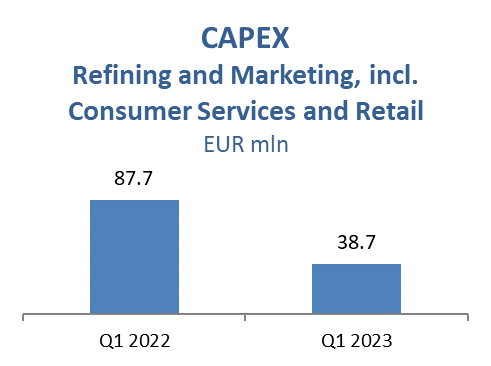 CAPEX
Refining and Marketing, incl.
Consumer Services and Retail
EUR mln
87.7
38.7
Q1 2022
Q1 2023